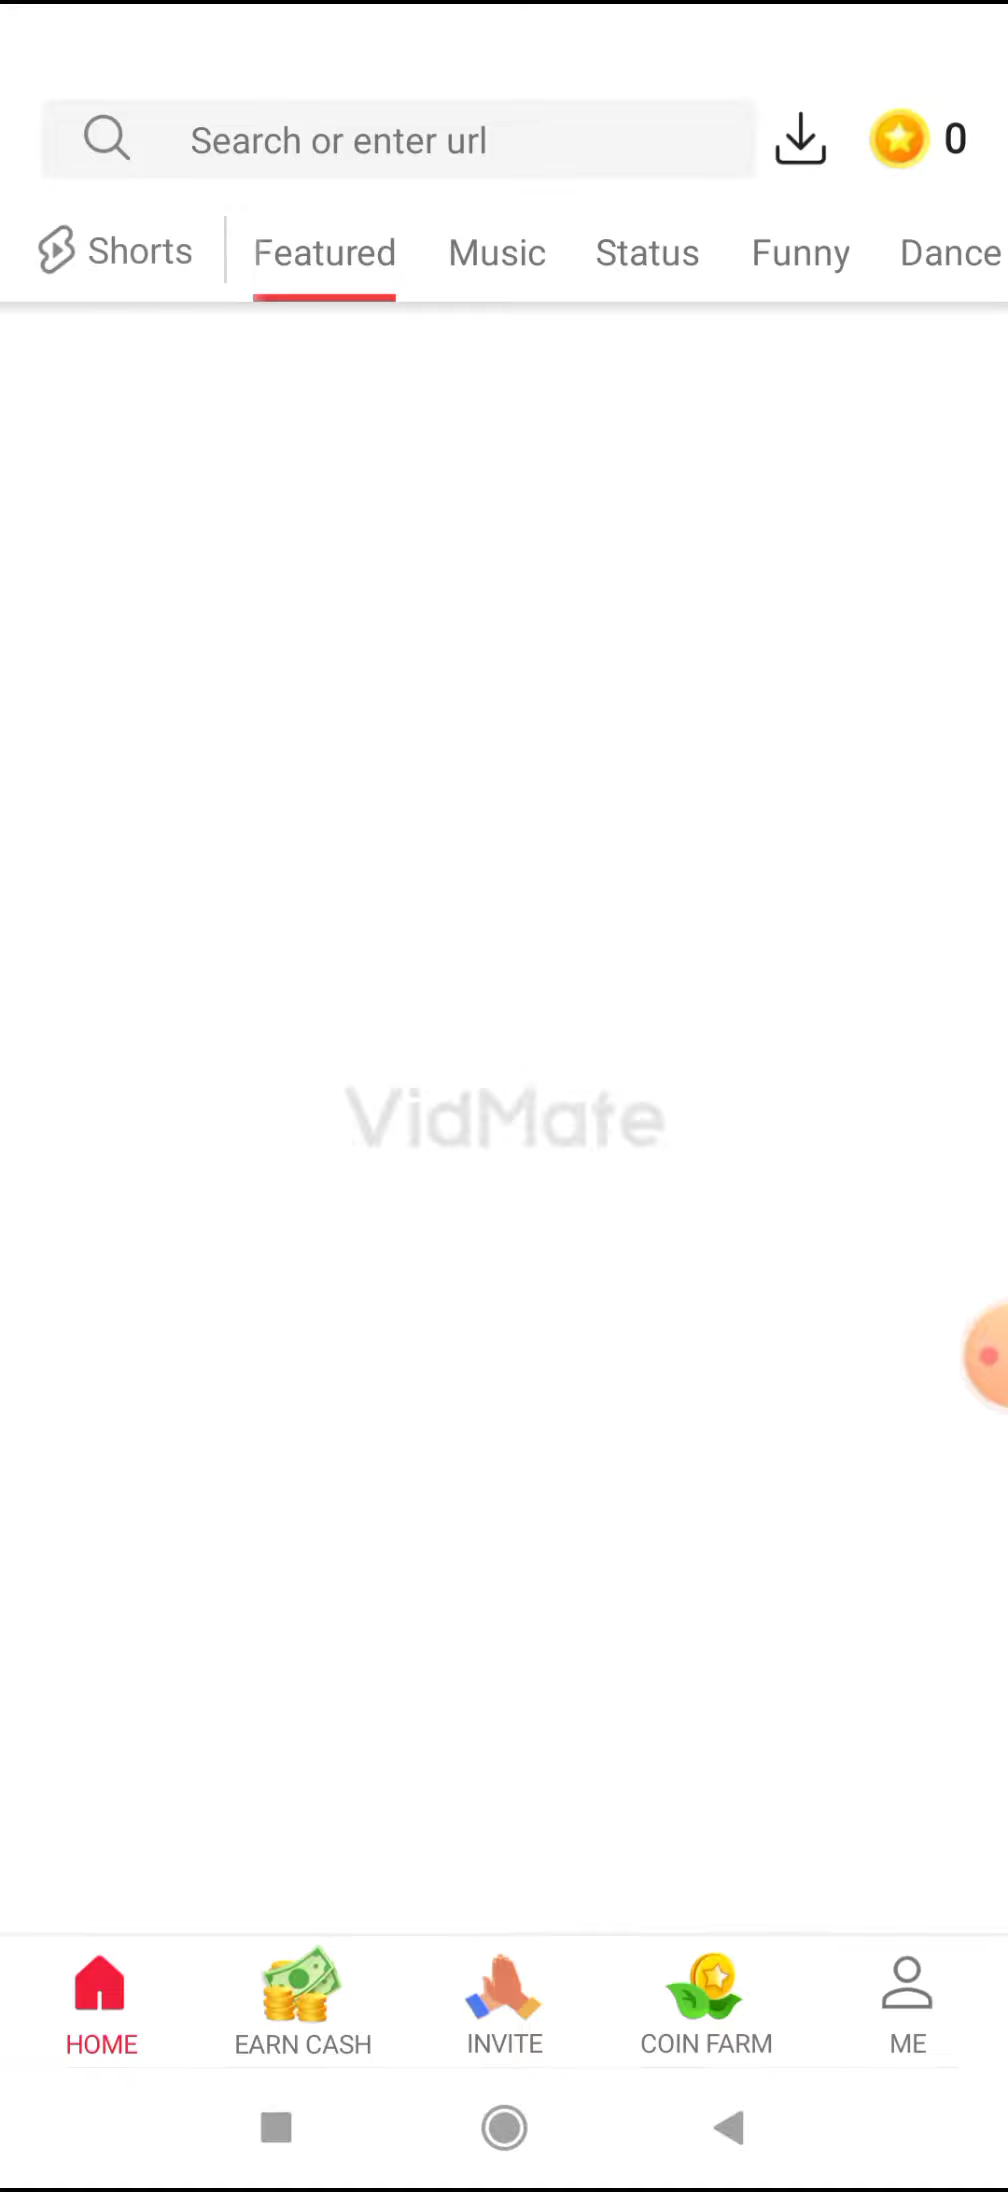 Search or enter url
0
Shorts
Featured
Music
Status
Funny
Dance
VidMate
HOME
EARN CASH
INVITE
COIN FARM
ME